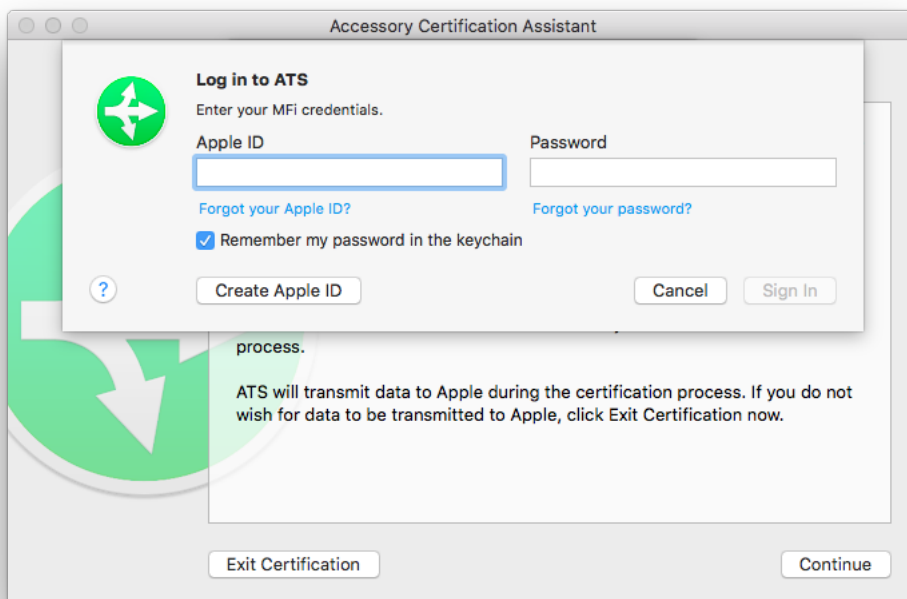 Accessory Certification Assistant
Log in to ATS
Enter your MFi credentials.
Apple ID
Password
Forgot your Apple ID?
Forgot your password?
Remember my password in the keychain
?
Create Apple ID
Cancel
Sign In
process.
ATS will transmit data to Apple during the certification process. If you do not
wish for data to be transmitted to Apple, click Exit Certification now.
Exit Certification
Continue